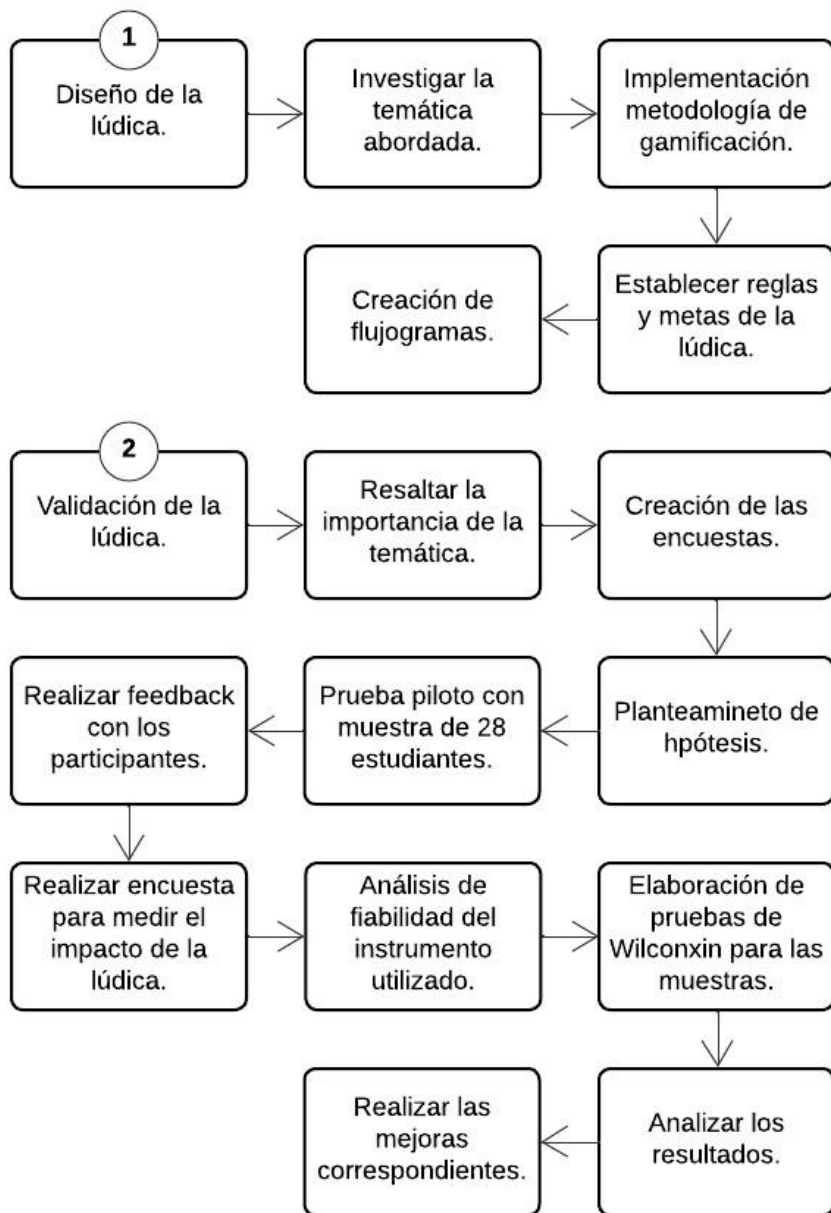 1
Diseño de la
lúdica.
Investigar la
temática
abordada.
Implementación
metodología de
gamificación.
Establecer reglas
y metas de la
lúdica.
Creación de
flujogramas.
2
Validación de la
lúdica.
Resaltar la
importancia de la
temática.
Creación de las
encuestas.
Planteamineto de
hpótesis.
Prueba piloto con
muestra de 28
estudiantes.
Realizar feedback
con los
participantes.
Realizar encuesta
para medir el
impacto de la
lúdica.
Análisis de
fiabilidad del
instrumento
utilizado.
Elaboración de
pruebas de
Wilconxin para las
muestras.
Analizar los
resultados.
Realizar las
mejoras
correspondientes.